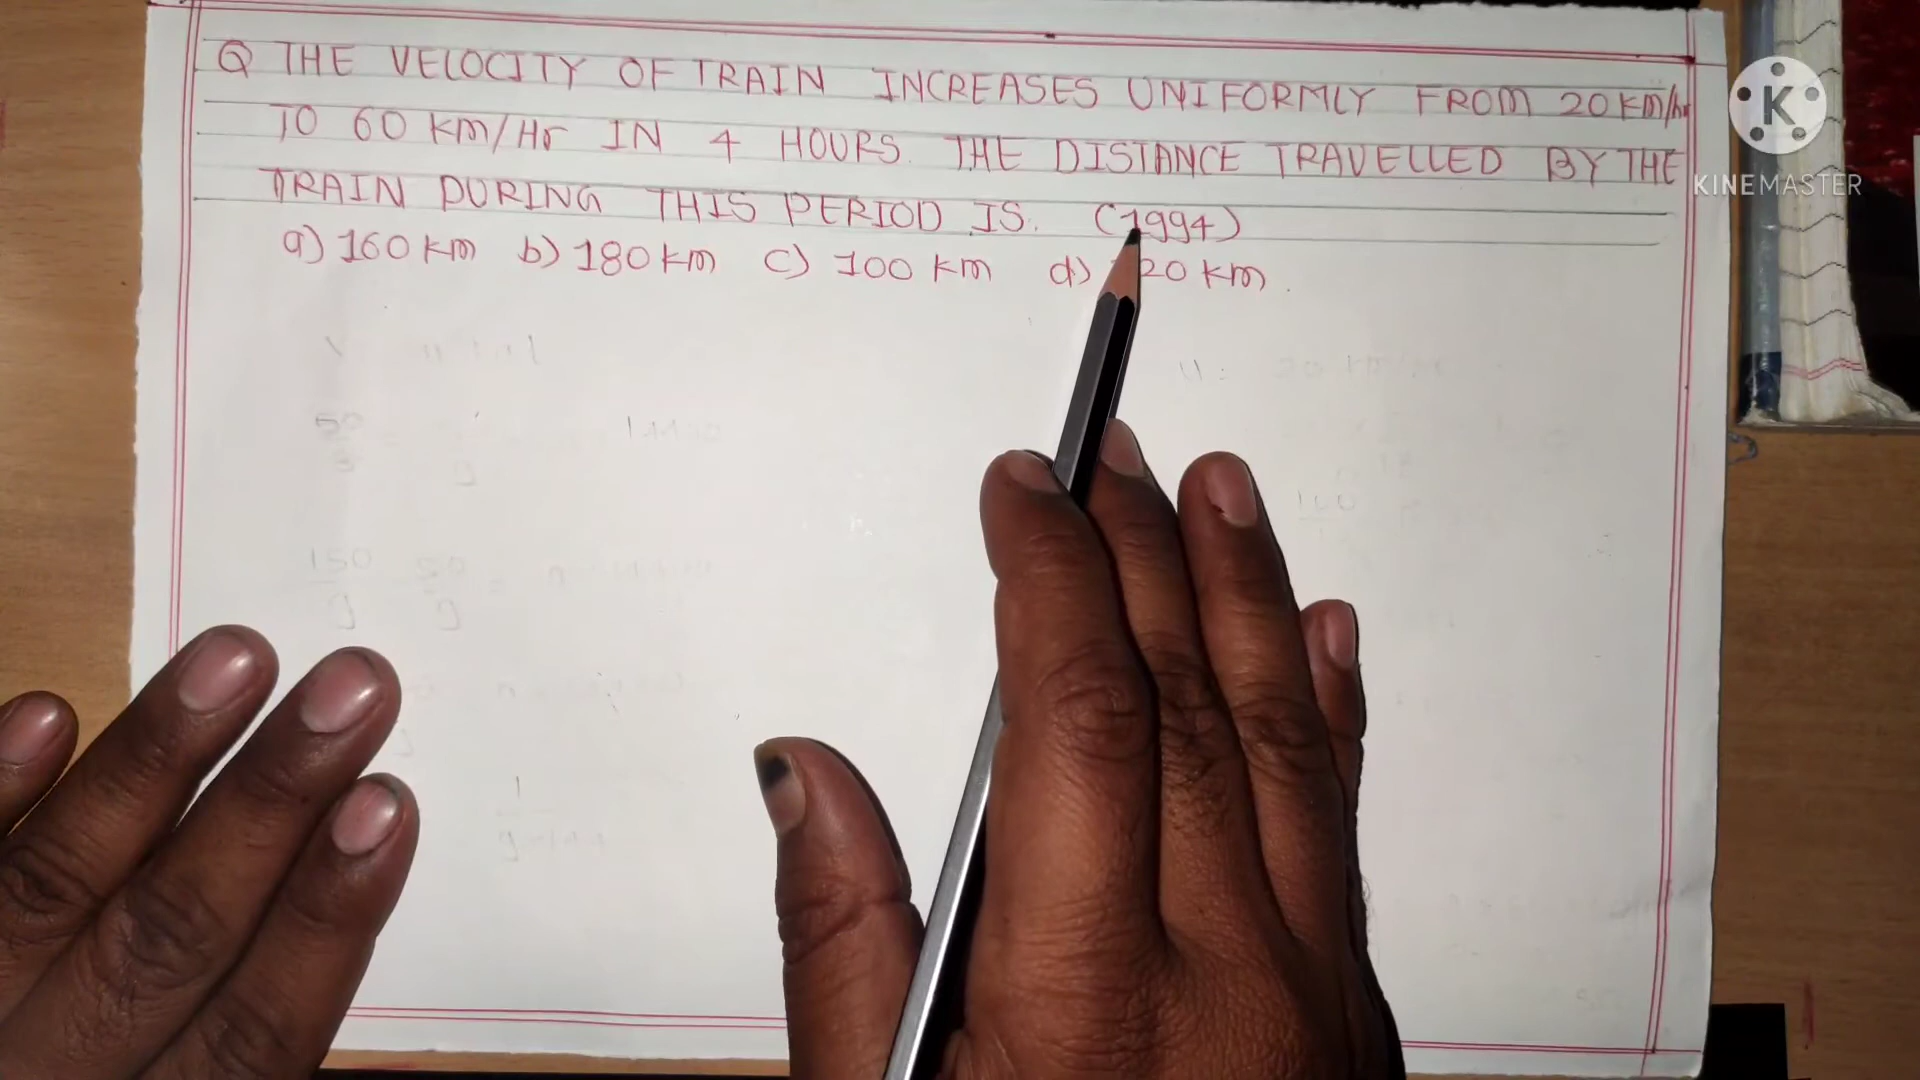 Q THE VELOCITY OF TRAIN INCREASES UNIFORMLY FROM 20 KM/hr
TO 60 KM/Hr IN 4 HOURS. THE DISTANCE TRAVELLED BY THE
TRAIN DURING THIS PERIOD IS. (1994)
a) 160 KM b) 180 KM c) 100 KM d) 20 KM.
K
KINEMASTER